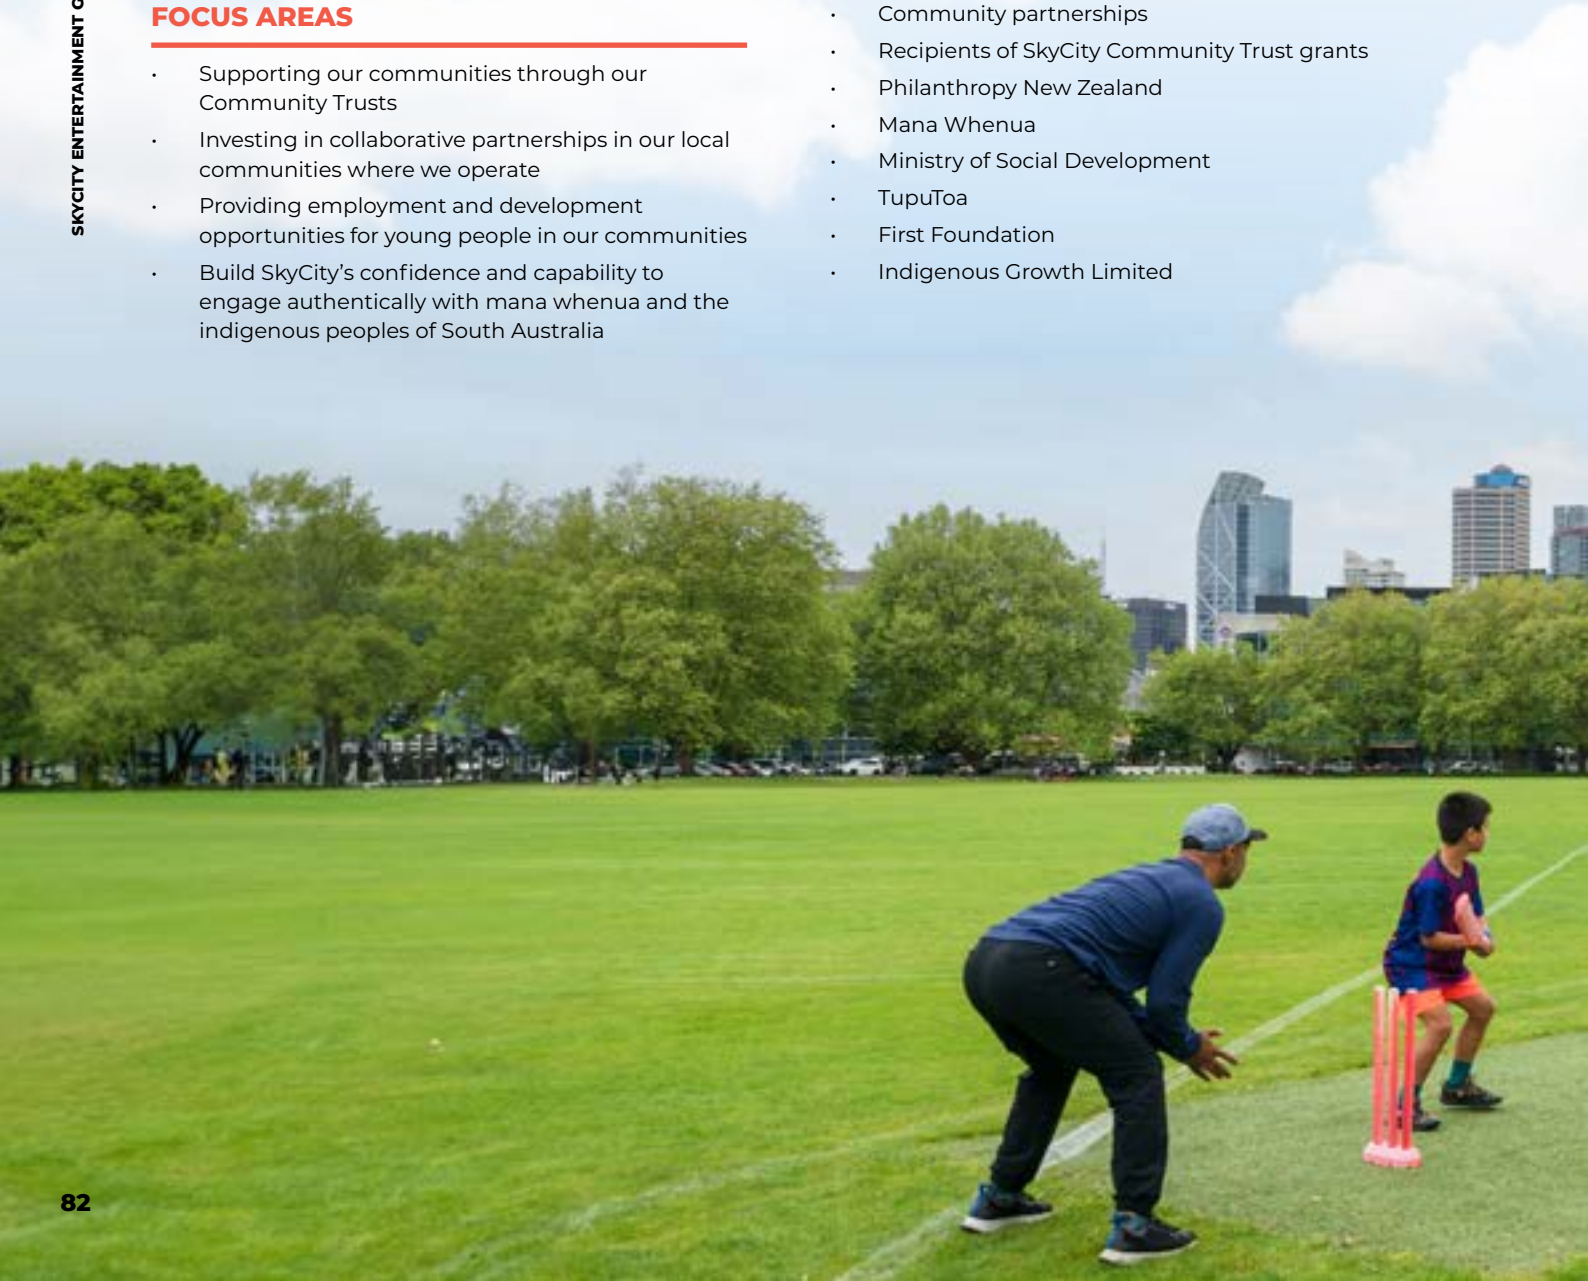 SKYCITY ENTERTAINMENT
FOCUS AREAS
· Supporting our communities through our
Community Trusts
· Investing in collaborative partnerships in our local
communities where we operate
· Providing employment and development
opportunities for young people in our communities
· Build SkyCity’s confidence and capability to
engage authentically with mana whenua and the
indigenous peoples of South Australia
· Community partnerships
· Recipients of SkyCity Community Trust grants
· Philanthropy New Zealand
· Mana Whenua
· Ministry of Social Development
· TupuToa
· First Foundation
· Indigenous Growth Limited
82